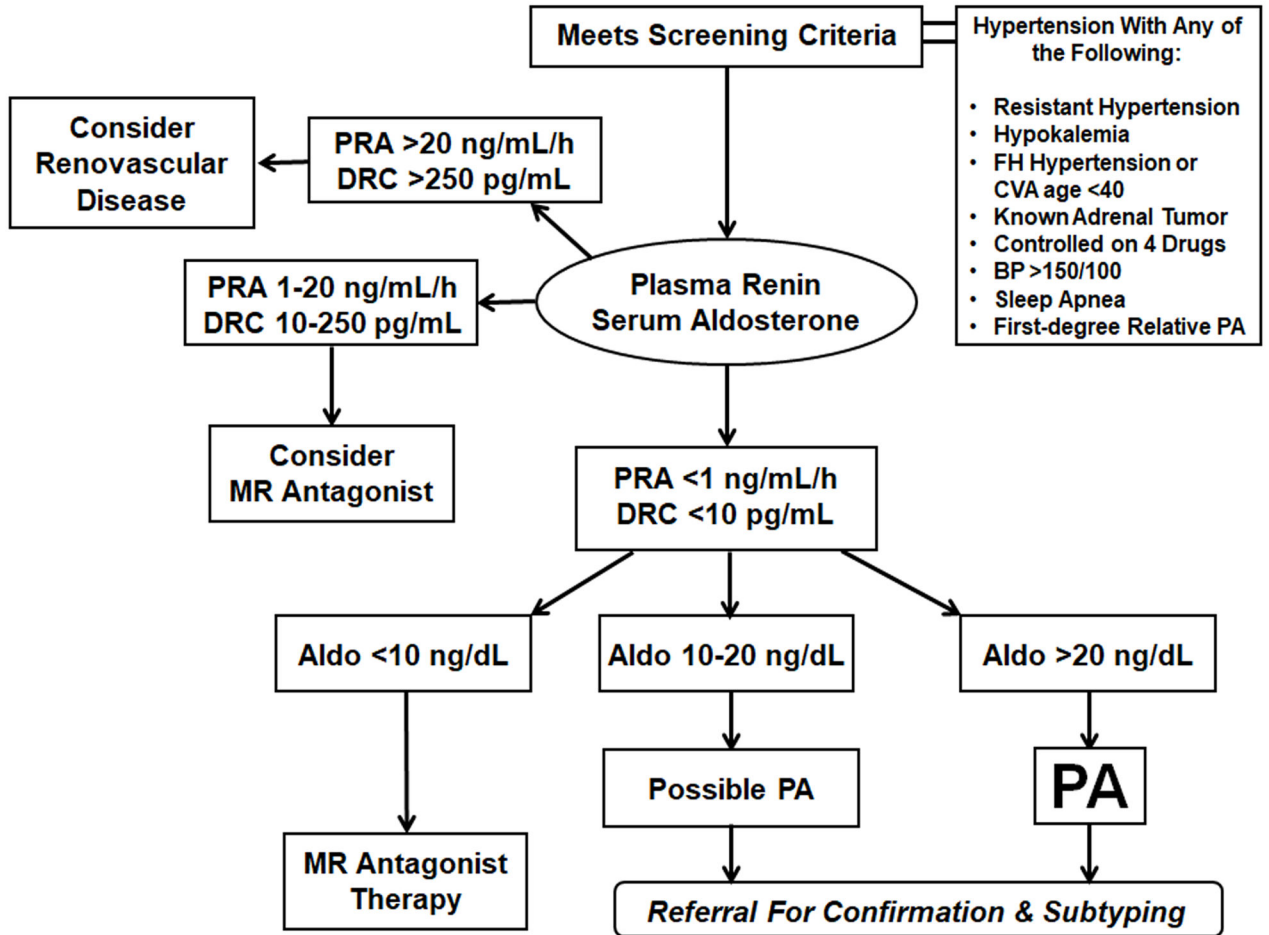 Meets Screening Criteria
Hypertension With Any of
the Following:
• Resistant Hypertension
• Hypokalemia
• FH Hypertension or
CVA age <40
• Known Adrenal Tumor
• Controlled on 4 Drugs
• BP >150/100
• Sleep Apnea
• First-degree Relative PA
Consider
Renovascular
Disease
PRA >20 ng/mL/h
DRC >250 pg/mL
PRA 1-20 ng/mL/h
DRC 10-250 pg/mL
Plasma Renin
Serum Aldosterone
Consider
MR Antagonist
PRA <1 ng/mL/h
DRC <10 pg/mL
Aldo <10 ng/dL
Aldo 10-20 ng/dL
Aldo >20 ng/dL
Possible PA
PA
MR Antagonist
Therapy
Referral For Confirmation & Subtyping